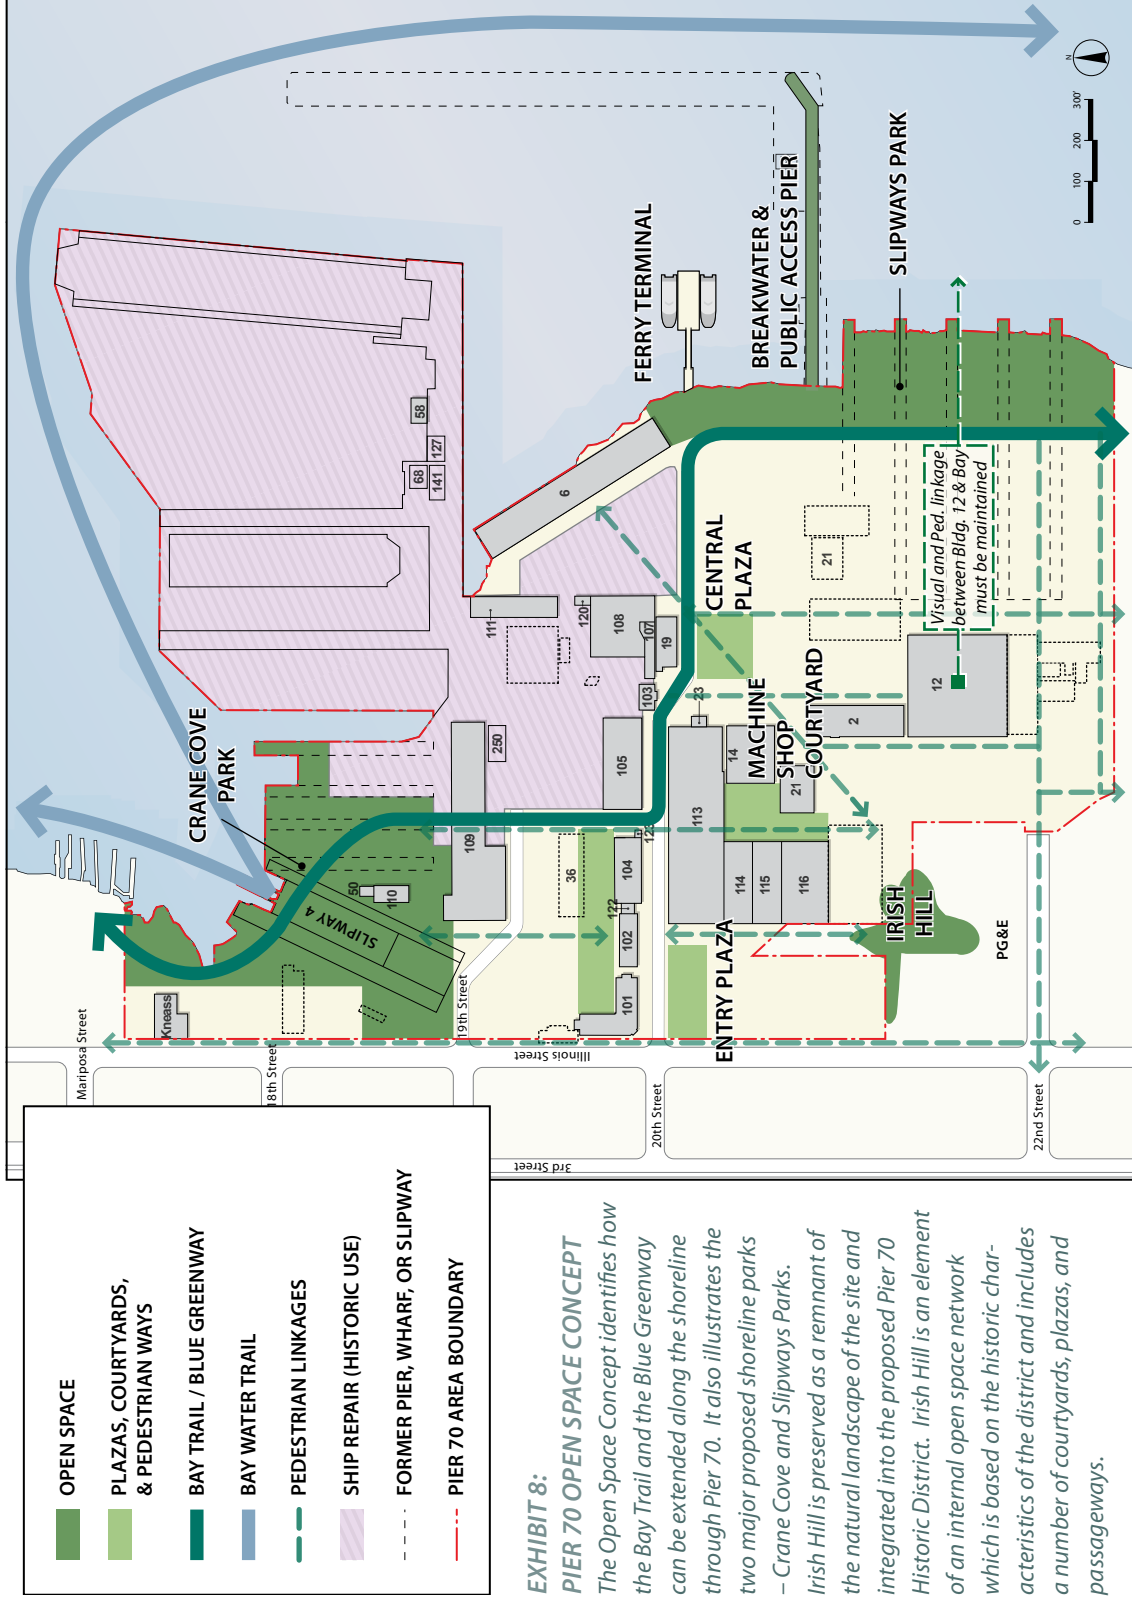 Mariposa Street
18th Street
19th Street
20th Street
22nd Street
3rd Street
Illinois Street
CRANE COVE
PARK
SLIPWAY 4
Kneass
50
110
109
250
111
120
108
107
19
103
105
36
104
123
122
102
101
6
58
68
127
141
FERRY TERMINAL
BREAKWATER &
PUBLIC ACCESS PIER
SLIPWAYS PARK
CENTRAL
PLAZA
MACHINE
SHOP
COURTYARD
ENTRY PLAZA
IRISH
HILL
PG&E
23
113
14
21
114
115
116
2
12
21
Visual and Ped. linkage
between Bldg. 12 & Bay
must be maintained
N
0 100 200 300'
OPEN SPACE
PLAZAS, COURTYARDS,
& PEDESTRIAN WAYS
BAY TRAIL / BLUE GREENWAY
BAY WATER TRAIL
PEDESTRIAN LINKAGES
SHIP REPAIR (HISTORIC USE)
FORMER PIER, WHARF, OR SLIPWAY
PIER 70 AREA BOUNDARY
EXHIBIT 8:
PIER 70 OPEN SPACE CONCEPT
The Open Space Concept identifies how
the Bay Trail and the Blue Greenway
can be extended along the shoreline
through Pier 70. It also illustrates the
two major proposed shoreline parks
– Crane Cove and Slipways Parks.
Irish Hill is preserved as a remnant of
the natural landscape of the site and
integrated into the proposed Pier 70
Historic District. Irish Hill is an element
of an internal open space network
which is based on the historic char-
acteristics of the district and includes
a number of courtyards, plazas, and
passageways.